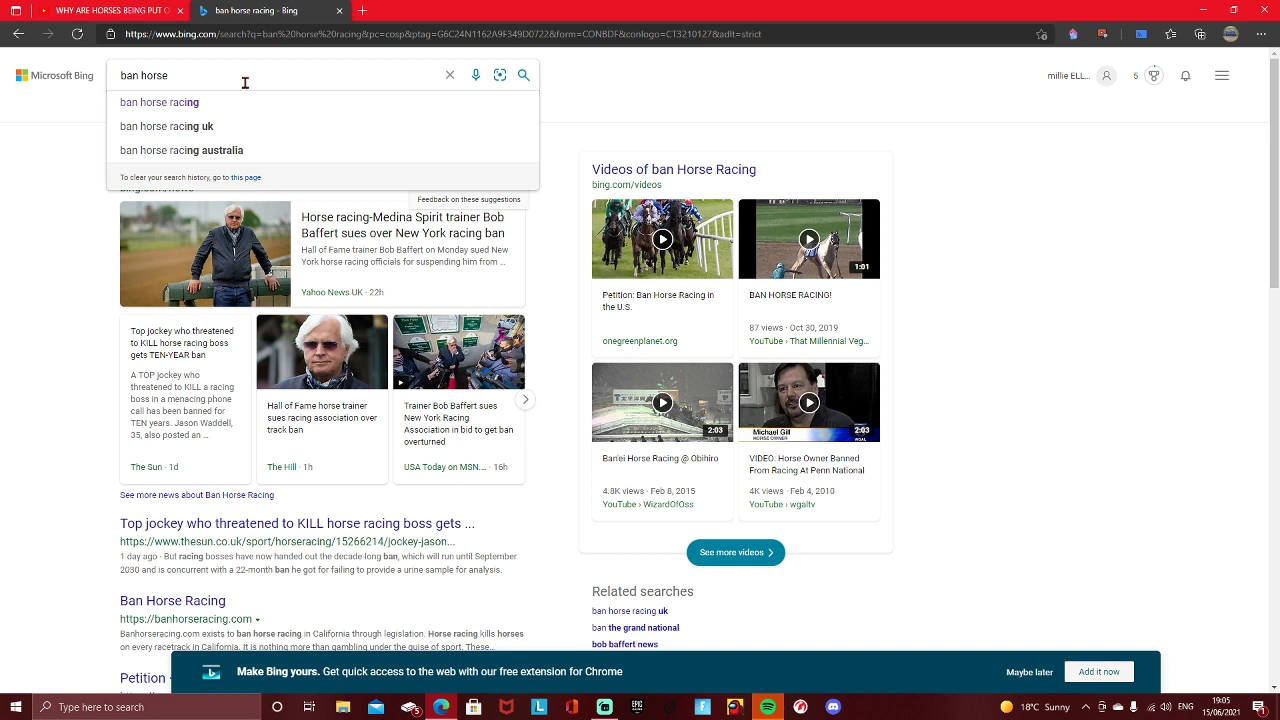 WHY ARE HORSES BEING PUT O
ban horse racing - Bing
https://www.bing.com/search?q=ban%20horse%20racing&pc=cosp&ptag=G6C24N1162A9F349D0722&form=CONBDF&conlogo=CT3210127&adlt=strict
Microsoft Bing
ban horse
millie ELL...
5
ban horse racing
ban horse racing uk
ban horse racing australia
To clear your search history, go to this page
Feedback on these suggestions
Horse racing-Medina Spirit trainer Bob
Baffert sues over New York racing ban
Hall of Fame trainer Bob Baffert on Monday sued New
York horse racing officials for suspending him from ...
Yahoo News UK · 22h
Top jockey who threatened
to KILL horse racing boss
gets TEN-YEAR ban
A TOP jockey who
threatened to KILL a racing
boss in a menacing phone
call has been banned for
TEN years. Jason Waddell,
35, also posted an ...
The Sun · 1d
Hall of Fame horse trainer
sues racing association over
track ban
The Hill · 1h
Trainer Bob Baffert sues
New York Racing
Association in bid to get ban
overturned
USA Today on MSN.... · 16h
See more news about Ban Horse Racing
Top jockey who threatened to KILL horse racing boss gets ...
https://www.thesun.co.uk/sport/horseracing/15266214/jockey-jason...
1 day ago · But racing bosses have now handed out the decade-long ban, which will run until September
2030 and is concurrent with a 22-month ban he got for failing to provide a urine sample for analysis.
Ban Horse Racing
https://banhorseracing.com
Banhorseracing.com exists to ban horse racing in California through legislation. Horse racing kills horses
on every racetrack in California. It is nothing more than gambling under the guise of sport. These...
Petition
Videos of ban Horse Racing
bing.com/videos
Petition: Ban Horse Racing in
the U.S.
onegreenplanet.org
1:01
BAN HORSE RACING!
87 views · Oct 30, 2019
YouTube › That Millennial Veg...
2:03
Ban'ei Horse Racing @ Obihiro
4.8K views · Feb 8, 2015
YouTube › WizardOfOss
Michael Gill
HORSE OWNER
WGAL
2:03
VIDEO: Horse Owner Banned
From Racing At Penn National
4K views · Feb 4, 2010
YouTube › wgaltv
See more videos
Related searches
ban horse racing uk
ban the grand national
bob baffert news
Make Bing yours. Get quick access to the web with our free extension for Chrome
Maybe later
Add it now
Type here to search
EPIC
18°C Sunny
ENG
19:05
15/06/2021